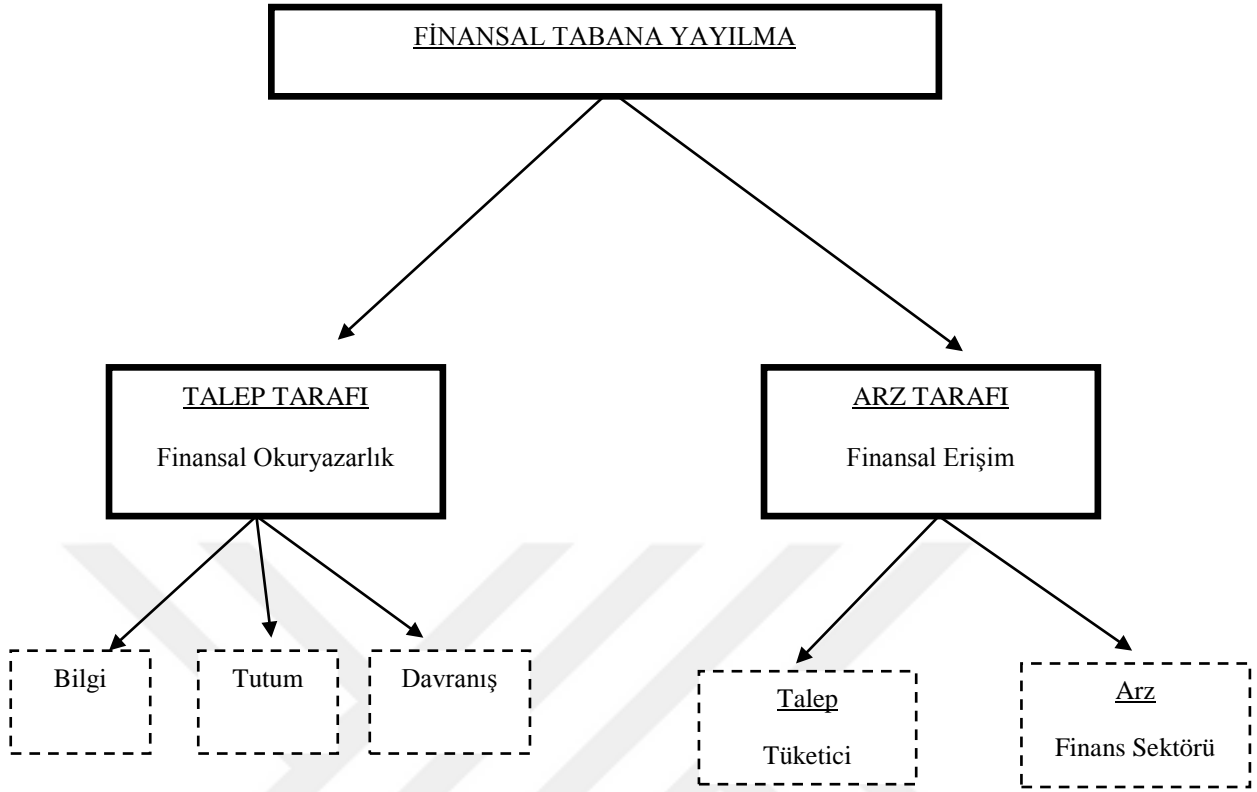 FİNANSAL TABANA YAYILMA
TALEP TARAFI
Finansal Okuryazarlık
ARZ TARAFI
Finansal Erişim
Bilgi
Tutum
Davranış
Talep
Tüketici
Arz
Finans Sektörü